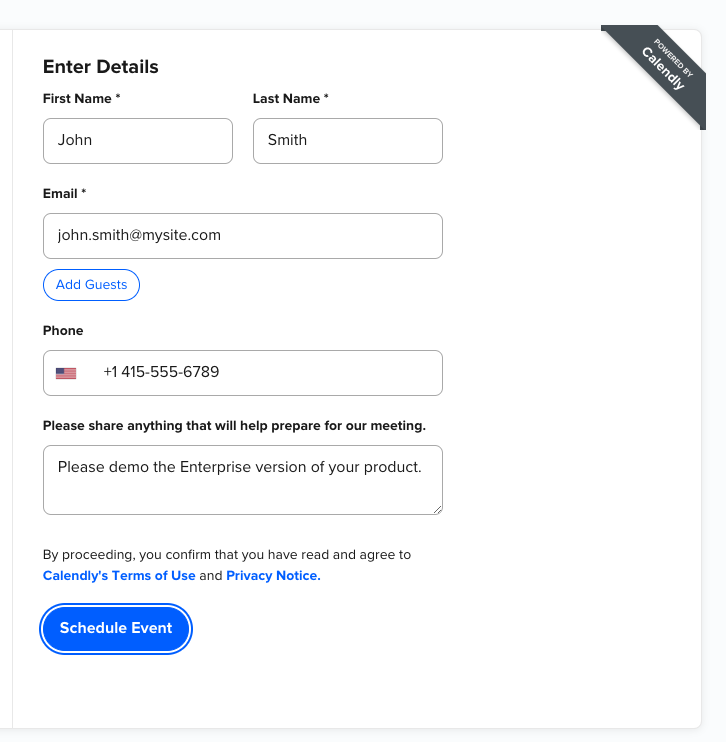 POWERED BY
Calendly
Enter Details
First Name *
Last Name *
John
Smith
Email *
john.smith@mysite.com
Add Guests
Phone
+1 415-555-6789
Please share anything that will help prepare for our meeting.
Please demo the Enterprise version of your product.
By proceeding, you confirm that you have read and agree to
Calendly's Terms of Use and Privacy Notice.
Schedule Event